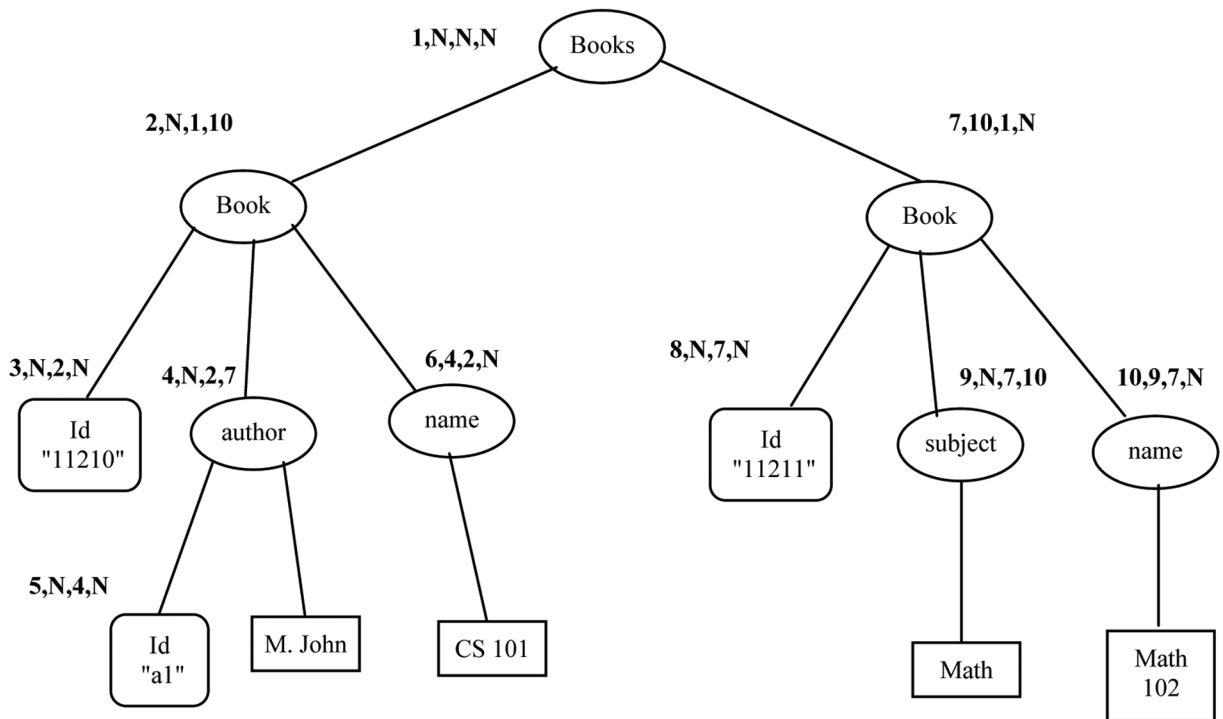 1,N,N,N
Books
2,N,1,10
7,10,1,N
Book
Book
3,N,2,N
4,N,2,7
6,4,2,N
8,N,7,N
9,N,7,10
10,9,7,N
Id
"11210"
author
name
Id
"11211"
subject
name
5,N,4,N
Id
"a1"
M. John
CS 101
Math
Math
102